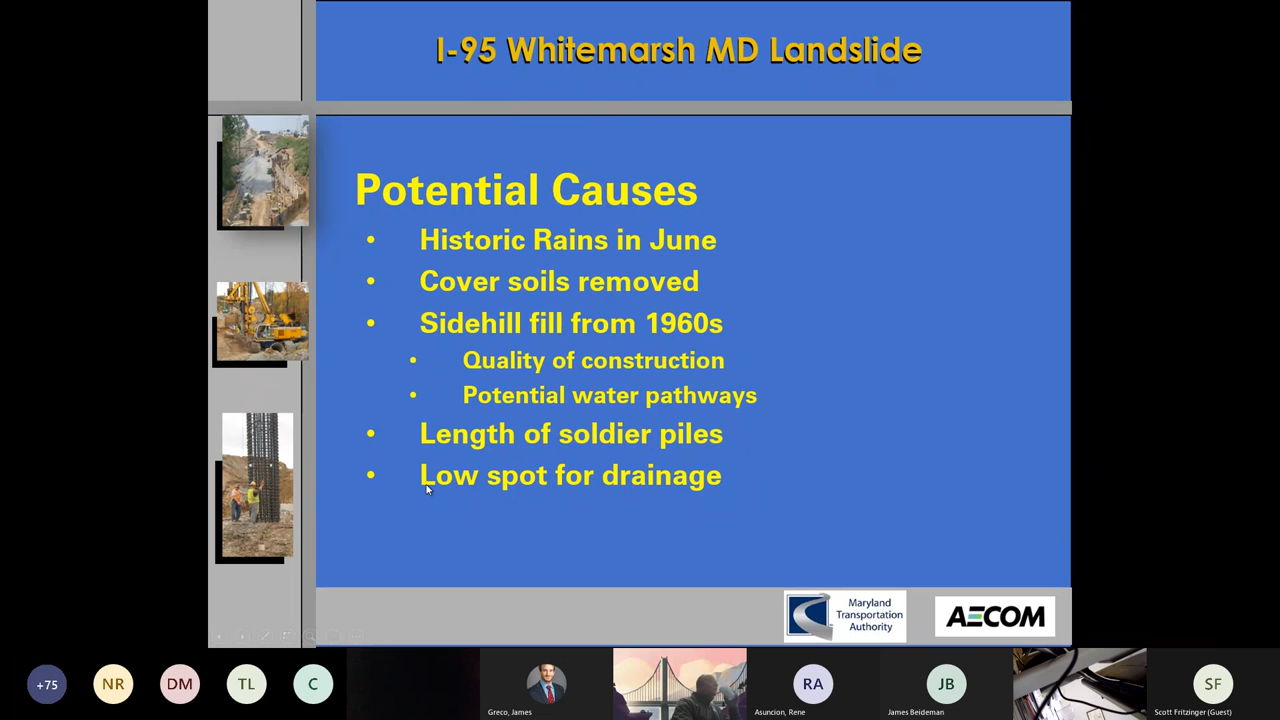 I-95 Whitemarsh MD Landslide
Potential Causes
• Historic Rains in June
• Cover soils removed
• Sidehill fill from 1960s
• Quality of construction
• Potential water pathways
• Length of soldier piles
• Low spot for drainage
Maryland
Transportation
Authority
AECOM
+75
NR
DM
TL
C
Greco, James
RA
Asuncion, Rene
JB
James Beideman
SF
Scott Fritzinger (Guest)